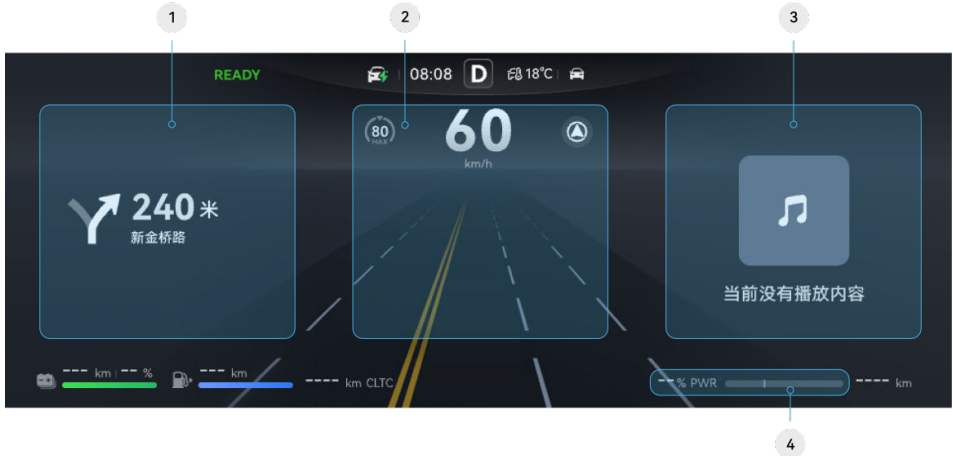 1
2
3
READY
08:08
D
18℃
80
MAX
60
km/h
240米
新金桥路
当前没有播放内容
--- km | -- %
--- km
---- km CLTC
--% PWR
---- km
4